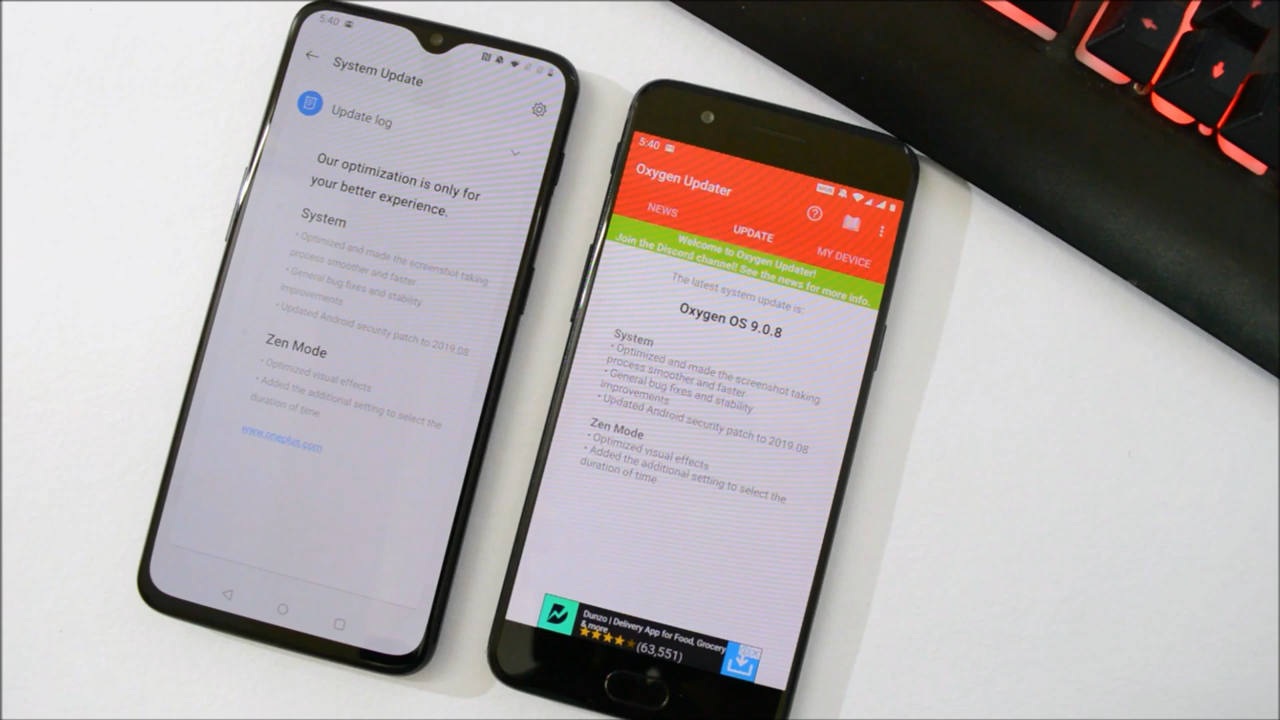 5:40
System Update
Update log
Our optimization is only for
your better experience.
System
• Optimized and made the screenshot taking
process smoother and faster
• General bug fixes and stability
improvements
• Updated Android security patch to 2019.08
Zen Mode
• Optimized visual effects
• Added the additional setting to select the
duration of time
www.oneplus.com
5:40
Oxygen Updater
NEWS
UPDATE
MY DEVICE
Welcome to Oxygen Updater!
Join the Discord channel! See the news for more info.
The latest system update is:
Oxygen OS 9.0.8
System
• Optimized and made the screenshot taking
process smoother and faster
• General bug fixes and stability
improvements
• Updated Android security patch to 2019.08
Zen Mode
• Optimized visual effects
• Added the additional setting to select the
duration of time
Dunzo | Delivery App for Food, Grocery
& more
(63,551)